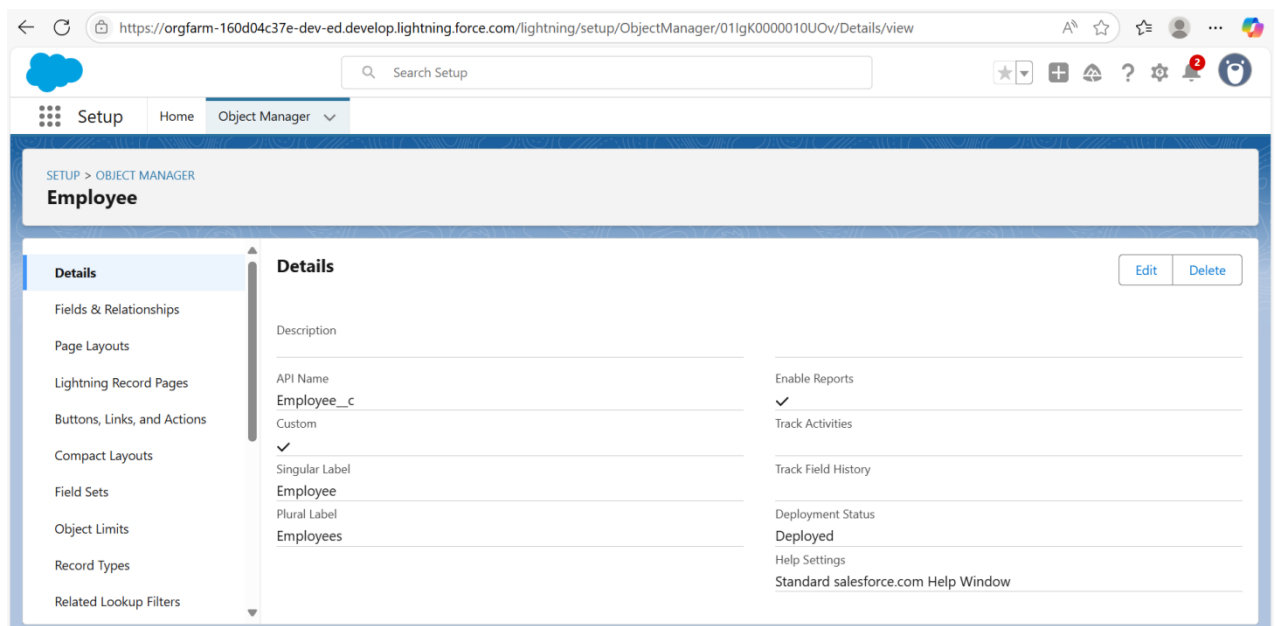 https://orgfarm-160d04c37e-dev-ed.develop.lightning.force.com/lightning/setup/ObjectManager/01IgK0000010UOv/Details/view
Search Setup
2
Setup Home Object Manager
SETUP > OBJECT MANAGER
Employee
Details
Fields & Relationships
Page Layouts
Lightning Record Pages
Buttons, Links, and Actions
Compact Layouts
Field Sets
Object Limits
Record Types
Related Lookup Filters
Details
Edit Delete
Description
API Name
Employee__c
Custom
Singular Label
Employee
Plural Label
Employees
Enable Reports
Track Activities
Track Field History
Deployment Status
Deployed
Help Settings
Standard salesforce.com Help Window